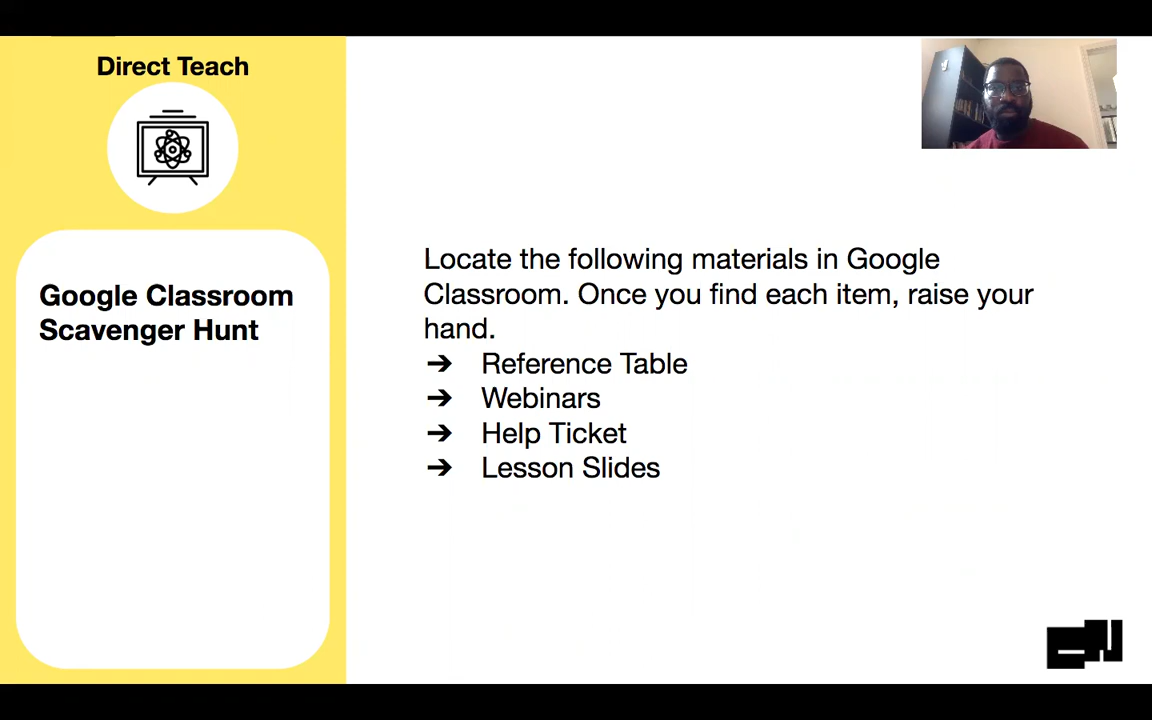 Direct Teach
Google Classroom
Scavenger Hunt
Locate the following materials in Google
Classroom. Once you find each item, raise your
hand.
➔ Reference Table
➔ Webinars
➔ Help Ticket
➔ Lesson Slides